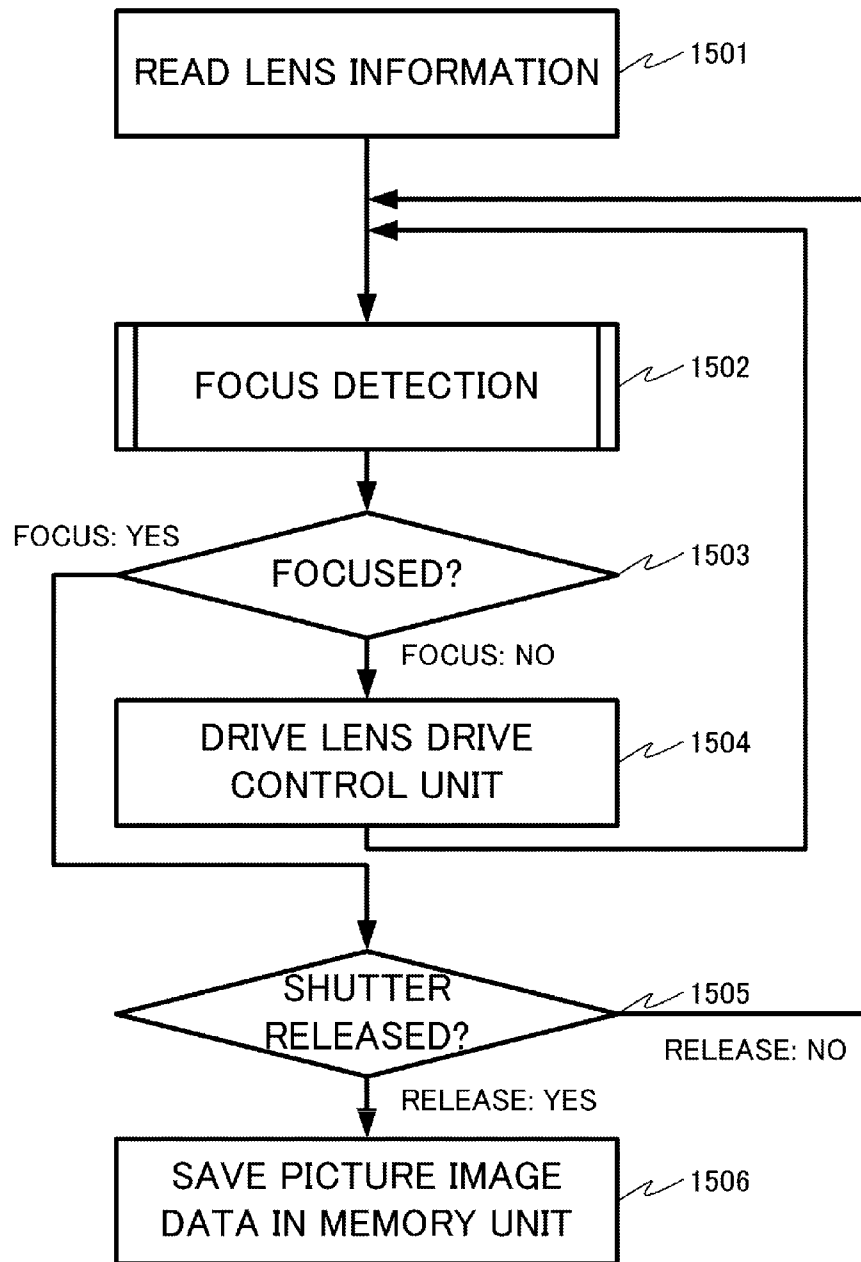 READ LENS INFORMATION
1501
FOCUS DETECTION
1502
FOCUS: YES
FOCUSED?
1503
FOCUS: NO
DRIVE LENS DRIVE
CONTROL UNIT
1504
SHUTTER
RELEASED?
1505
RELEASE: NO
RELEASE: YES
SAVE PICTURE IMAGE
DATA IN MEMORY UNIT
1506